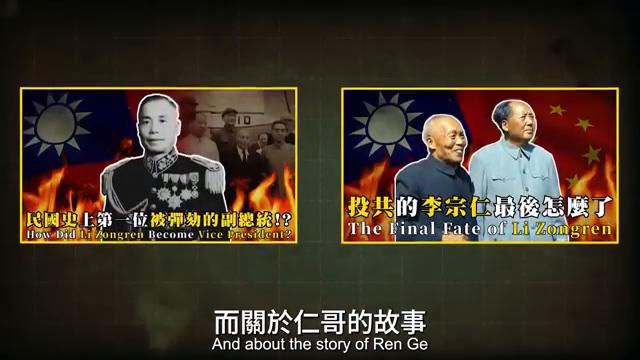 民國史上第一位被彈劾的副總統!?
How Did Li Zongren Become Vice President?
投共的李宗仁最後怎麼了
The Final Fate of Li Zongren
而關於仁哥的故事
And about the story of Ren Ge